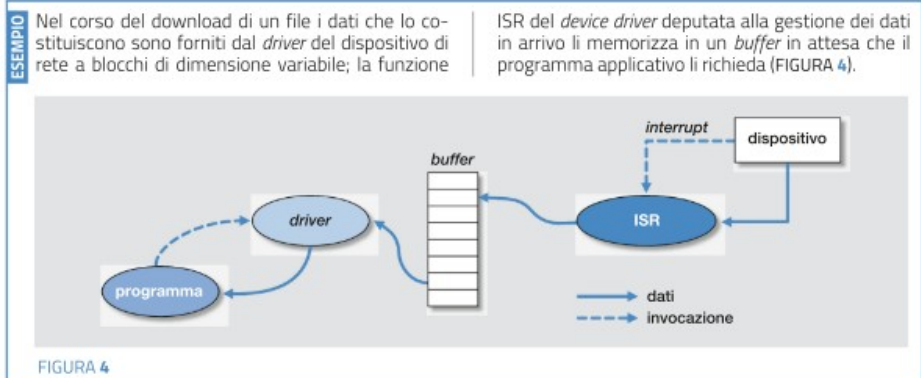 ESEMPIO
Nel corso del download di un file i dati che lo co-
stituiscono sono forniti dal driver del dispositivo di
rete a blocchi di dimensione variabile; la funzione
ISR del device driver deputata alla gestione dei dati
in arrivo li memorizza in un buffer in attesa che il
programma applicativo li richieda (FIGURA 4).
interrupt
dispositivo
buffer
driver
ISR
programma
dati
invocazione
FIGURA 4